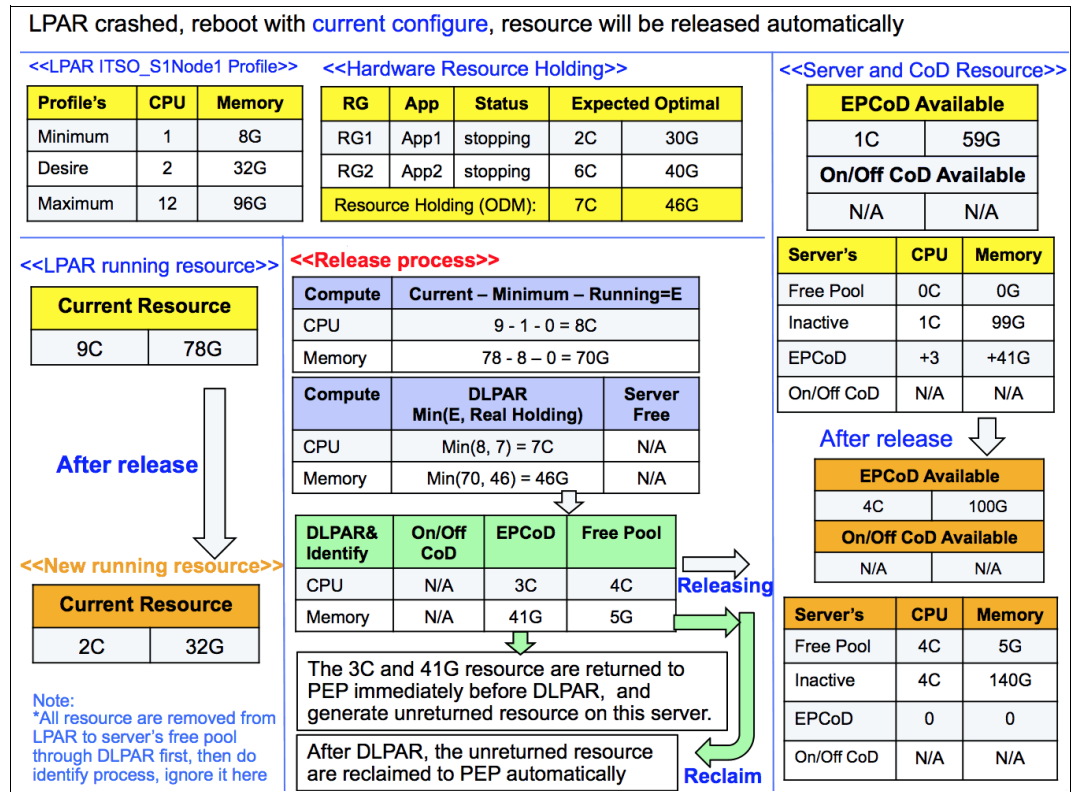 LPAR crashed, reboot with current configure, resource will be released automatically
<<LPAR ITSO_S1Node1 Profile>>
Profile's CPU Memory
Minimum 1 8G
Desire 2 32G
Maximum 12 96G
<<Hardware Resource Holding>>
RG App Status Expected Optimal
RG1 App1 stopping 2C 30G
RG2 App2 stopping 6C 40G
Resource Holding (ODM): 7C 46G
<<Server and CoD Resource>>
EPCoD Available
1C 59G
On/Off CoD Available
N/A N/A
Server's CPU Memory
Free Pool 0C 0G
Inactive 1C 99G
EPCoD +3 +41G
On/Off CoD N/A N/A
After release
EPCoD Available
4C 100G
On/Off CoD Available
N/A N/A
Server's CPU Memory
Free Pool 4C 5G
Inactive 4C 140G
EPCoD 0 0
On/Off CoD N/A N/A
<<LPAR running resource>>
Current Resource
9C 78G
After release
<<New running resource>>
Current Resource
2C 32G
Note:
*All resource are removed from
LPAR to server's free pool
through DLPAR first, then do
identify process, ignore it here
<<Release process>>
Compute Current – Minimum – Running=E
CPU 9 - 1 - 0 = 8C
Memory 78 - 8 – 0 = 70G
Compute DLPAR Server
Min(E, Real Holding) Free
CPU Min(8, 7) = 7C N/A
Memory Min(70, 46) = 46G N/A
DLPAR& On/Off EPCoD Free Pool
Identify CoD
CPU N/A 3C 4C
Memory N/A 41G 5G
Releasing
The 3C and 41G resource are returned to
PEP immediately before DLPAR, and
generate unreturned resource on this server.
After DLPAR, the unreturned resource
are reclaimed to PEP automatically
Reclaim